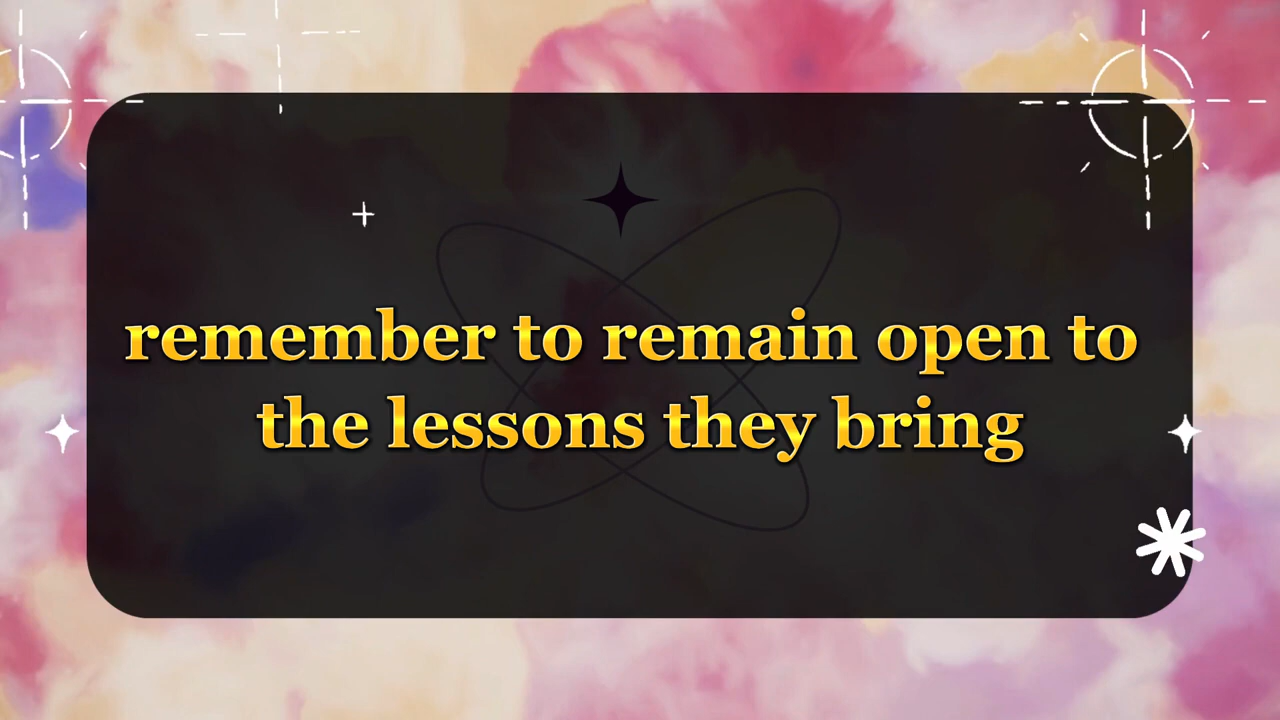 remember to remain open to
the lessons they bring